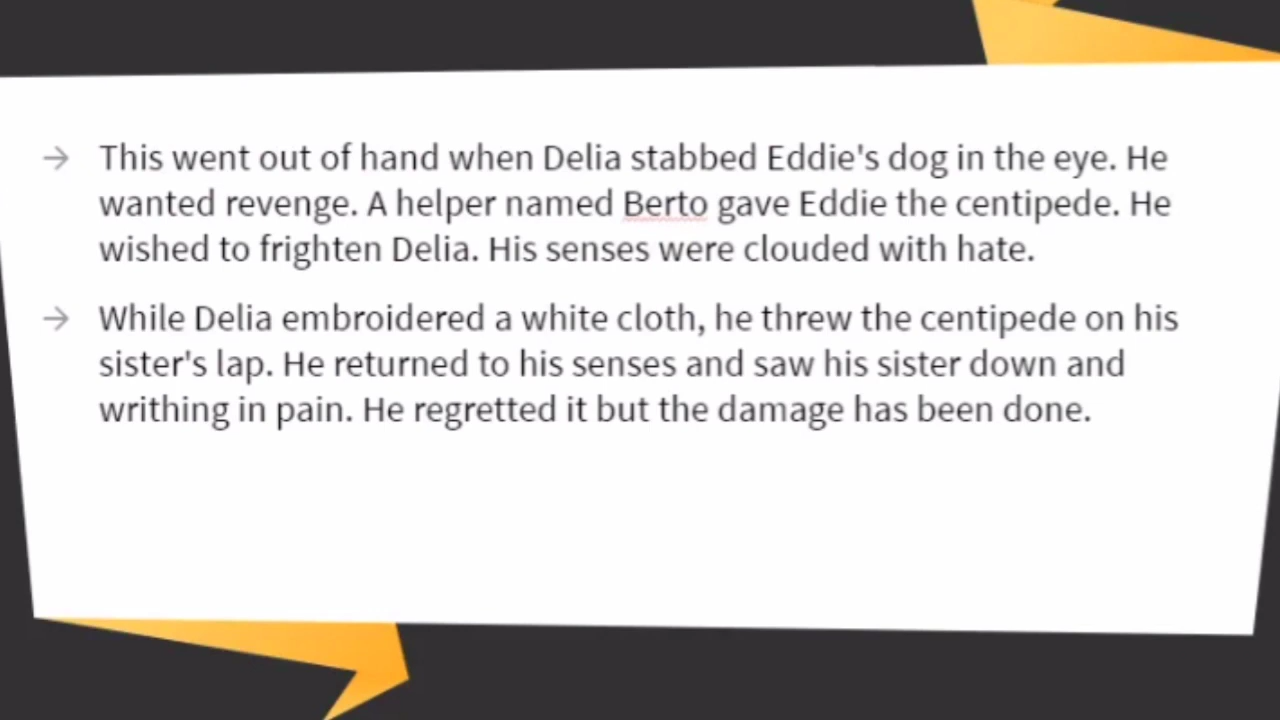 → This went out of hand when Delia stabbed Eddie's dog in the eye. He
wanted revenge. A helper named Berto gave Eddie the centipede. He
wished to frighten Delia. His senses were clouded with hate.
→ While Delia embroidered a white cloth, he threw the centipede on his
sister's lap. He returned to his senses and saw his sister down and
writhing in pain. He regretted it but the damage has been done.